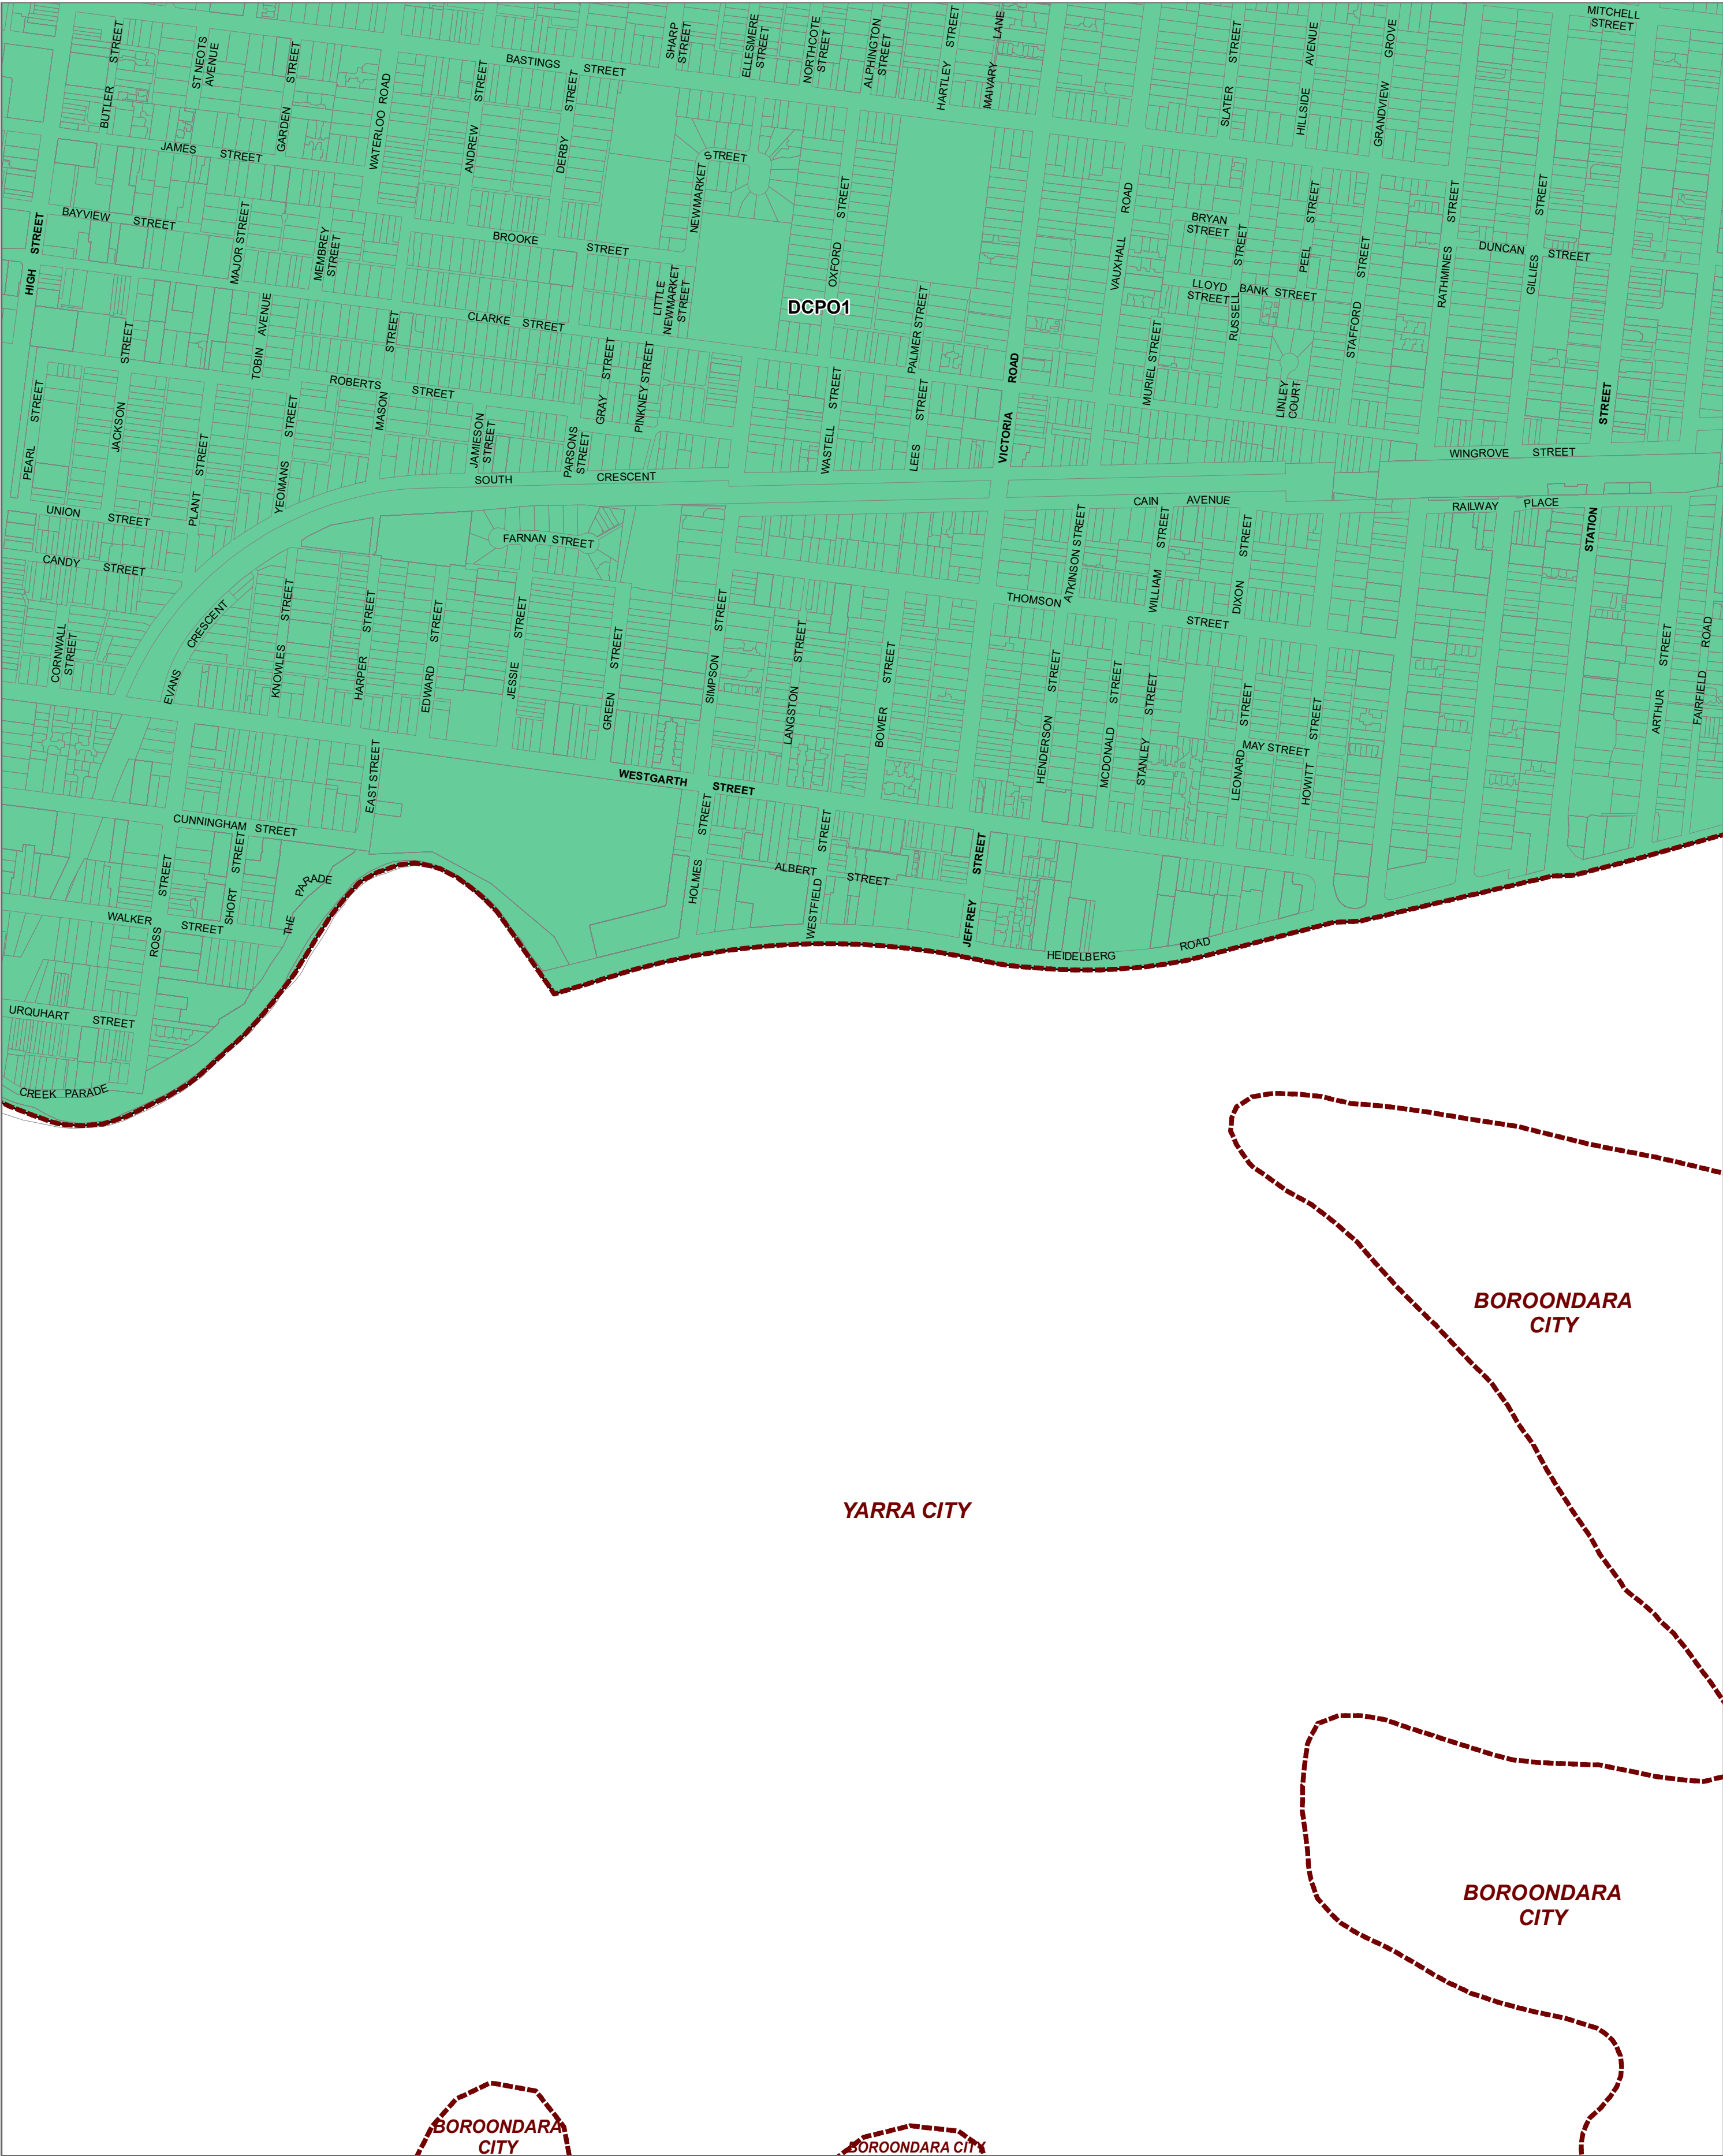 MITCHELL
STREET
BUTLER STREET
ST NEOTS
AVENUE
GARDEN STREET
WATERLOO ROAD
ANDREW STREET
BASTINGS STREET
DERBY STREET
SHARP
STREET
ELLESMERE
STREET
NORTHCOTE
STREET
ALPHINGTON
STREET
HARTLEY STREET
MAIVARY LANE
SLATER STREET
HILLSIDE AVENUE
GRANDVIEW GROVE
JAMES STREET
NEWMARKET STREET
HIGH STREET
BAYVIEW STREET
MAJOR STREET
MEMBREY
STREET
BROOKE STREET
LITTLE
NEWMARKET
STREET
OXFORD STREET
VAUXHALL ROAD
BRYAN
STREET
RUSSELL STREET
PEEL STREET
STAFFORD STREET
RATHMINES STREET
DUNCAN STREET
GILLIES STREET
LLOYD
STREET
BANK STREET
DCPO1
CLARKE STREET
TOBIN AVENUE
JACKSON STREET
MASON STREET
GRAY STREET
PINKNEY STREET
PALMER STREET
VICTORIA ROAD
MURIEL STREET
LINLEY
COURT
PEARL STREET
ROBERTS STREET
YEOMANS STREET
PLANT STREET
JAMIESON
STREET
PARSONS
STREET
WASTELL STREET
LEES STREET
STATION STREET
WINGROVE STREET
SOUTH CRESCENT
CAIN AVENUE
RAILWAY PLACE
UNION STREET
FARNAN STREET
CANDY STREET
ATKINSON STREET
WILLIAM STREET
DIXON STREET
THOMSON STREET
EVANS CRESCENT
CORNWALL
STREET
KNOWLES STREET
HARPER STREET
EDWARD STREET
JESSIE STREET
GREEN STREET
SIMPSON STREET
LANGSTON STREET
BOWER STREET
HENDERSON STREET
MCDONALD STREET
STANLEY STREET
LEONARD STREET
HOWITT STREET
MAY STREET
ARTHUR STREET
FAIRFIELD ROAD
EAST STREET
WESTGARTH STREET
CUNNINGHAM STREET
HOLMES STREET
WESTFIELD STREET
ALBERT STREET
JEFFREY STREET
ROSS STREET
SHORT STREET
THE PARADE
WALKER STREET
HEIDELBERG ROAD
URQUHART STREET
CREEK PARADE
BOROONDARA
CITY
YARRA CITY
BOROONDARA
CITY
BOROONDARA
CITY
BOROONDARA CITY